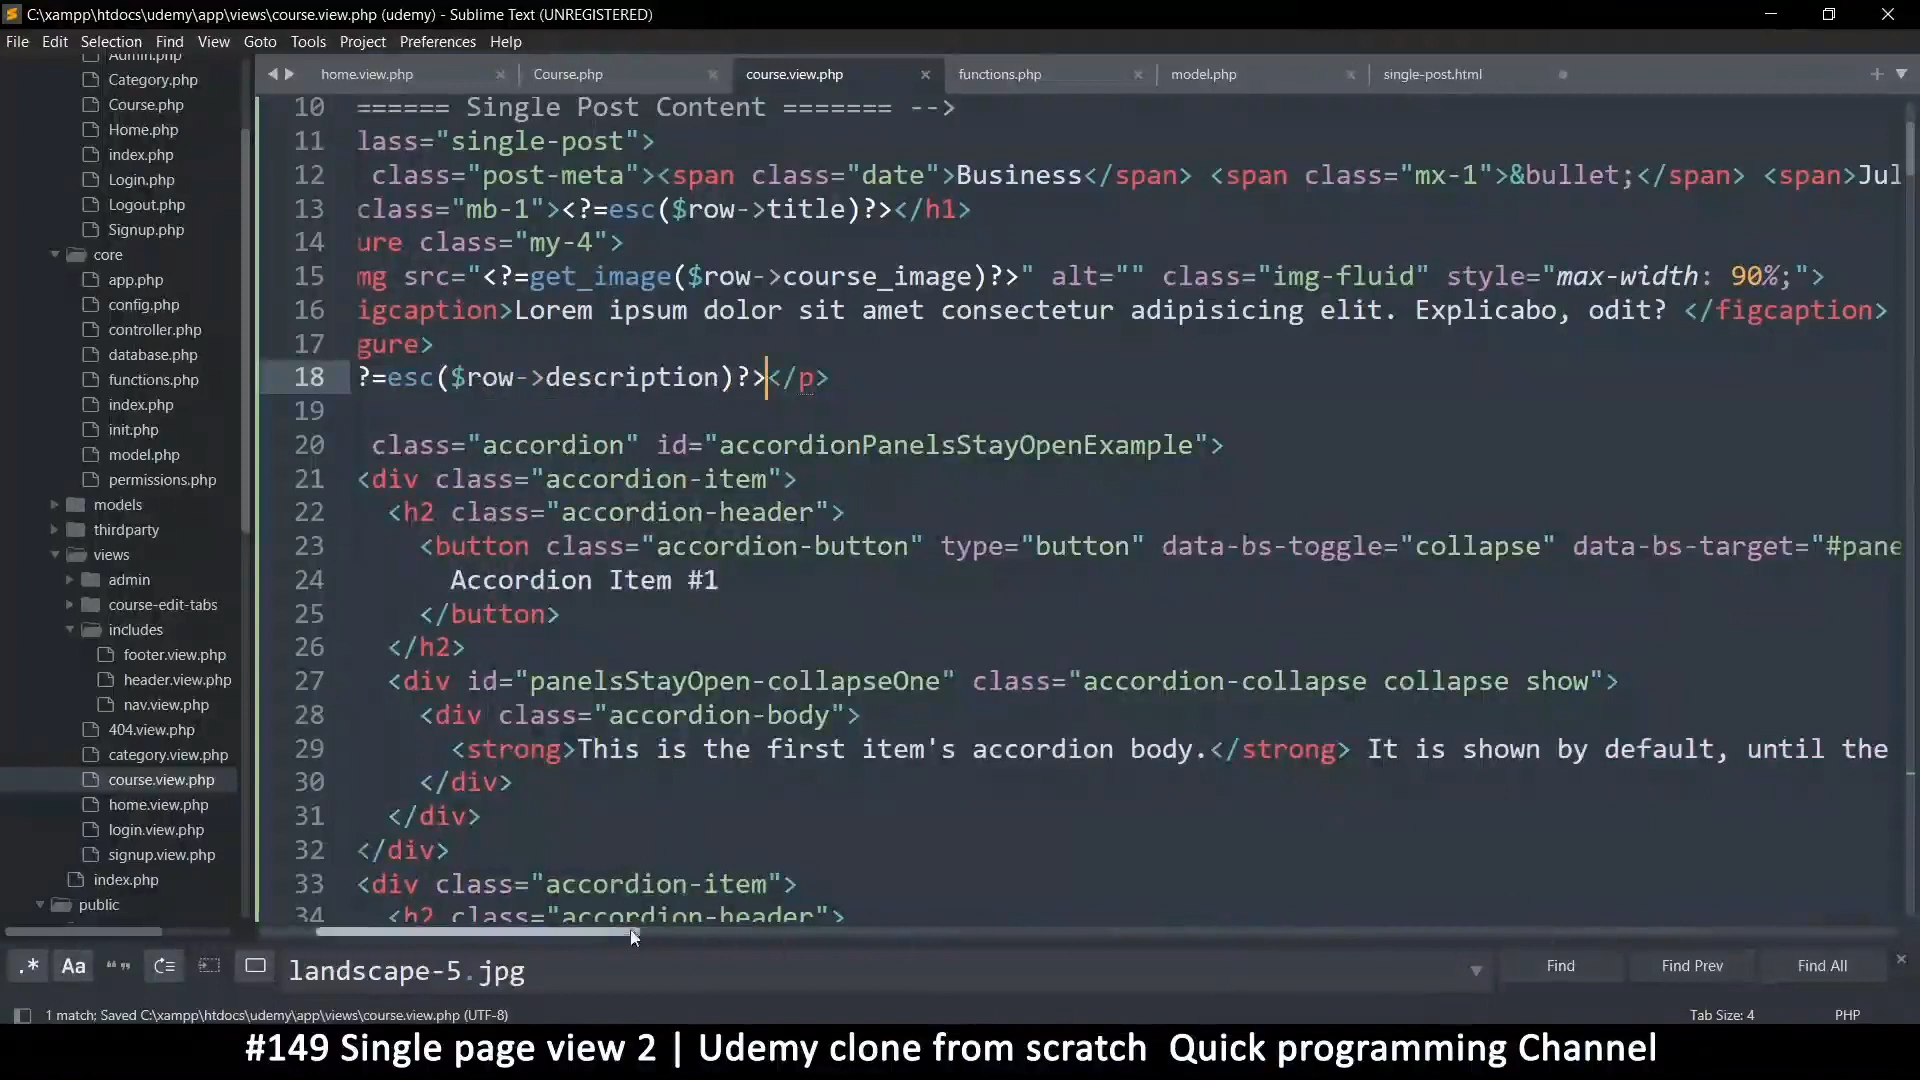 C:\xampp\htdocs\udemy\app\views\course.view.php (udemy) - Sublime Text (UNREGISTERED)
File Edit Selection Find View Goto Tools Project Preferences Help
Admin.php
Category.php
Course.php
Home.php
index.php
Login.php
Logout.php
Signup.php
core
app.php
config.php
controller.php
database.php
functions.php
index.php
init.php
model.php
permissions.php
models
thirdparty
views
admin
course-edit-tabs
includes
footer.view.php
header.view.php
nav.view.php
404.view.php
category.view.php
course.view.php
home.view.php
login.view.php
signup.view.php
index.php
public
home.view.php Course.php course.view.php functions.php model.php single-post.html
10 ====== Single Post Content ======= -->
11 lass="single-post">
12 class="post-meta"><span class="date">Business</span> <span class="mx-1">&bullet;</span> <span>Jul
13 class="mb-1"><?=esc($row->title)?></h1>
14 ure class="my-4">
15 mg src="<?=get_image($row->course_image)?>" alt="" class="img-fluid" style="max-width: 90%;">
16 igcaption>Lorem ipsum dolor sit amet consectetur adipisicing elit. Explicabo, odit? </figcaption>
17 gure>
18 ?=esc($row->description)?></p>
19
20 class="accordion" id="accordionPanelsStayOpenExample">
21 <div class="accordion-item">
22 <h2 class="accordion-header">
23 <button class="accordion-button" type="button" data-bs-toggle="collapse" data-bs-target="#pane
24 Accordion Item #1
25 </button>
26 </h2>
27 <div id="panelsStayOpen-collapseOne" class="accordion-collapse collapse show">
28 <div class="accordion-body">
29 <strong>This is the first item's accordion body.</strong> It is shown by default, until the
30 </div>
31 </div>
32 </div>
33 <div class="accordion-item">
34 <h2 class="accordion-header">
.* Aa “” landscape-5.jpg Find Find Prev Find All
1 match; Saved C:\xampp\htdocs\udemy\app\views\course.view.php (UTF-8) Tab Size: 4 PHP
#149 Single page view 2 | Udemy clone from scratch Quick programming Channel